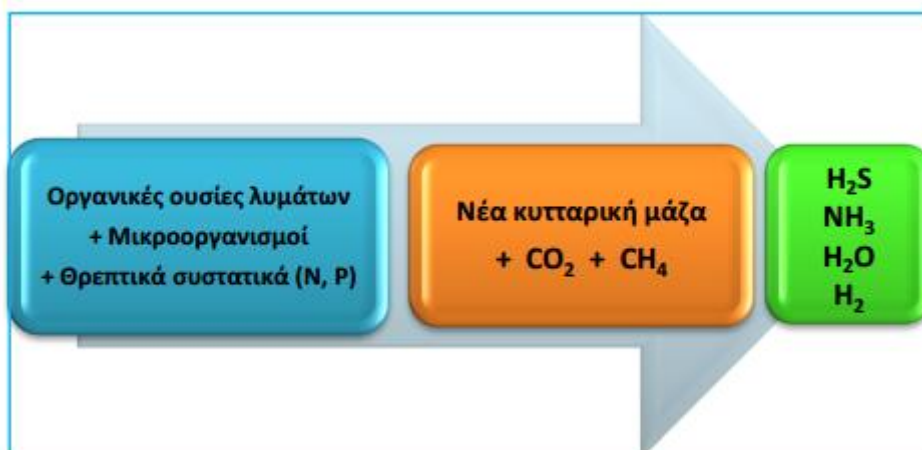 Οργανικές ουσίες λυμάτων
+ Μικροοργανισμοί
+ Θρεπτικά συστατικά (N, P)
Νέα κυτταρική μάζα
+ CO₂ + CH₄
H₂S
NH₃
H₂O
H₂